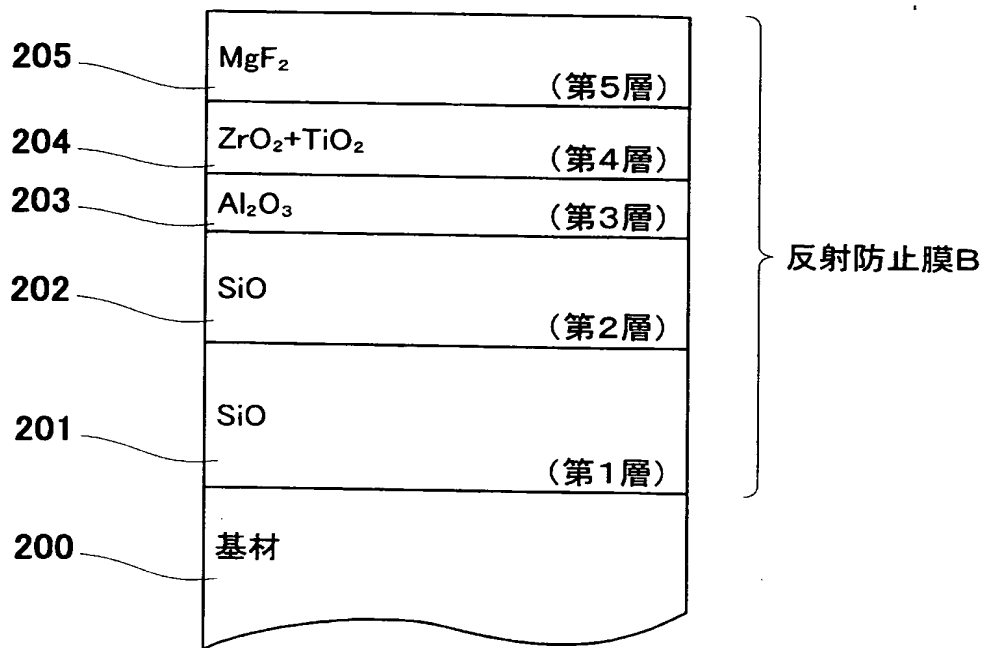 205
MgF₂
(第5層)
204
ZrO₂+TiO₂
(第4層)
203
Al₂O₃
(第3層)
202
SiO
(第2層)
反射防止膜B
201
SiO
(第1層)
200
基材